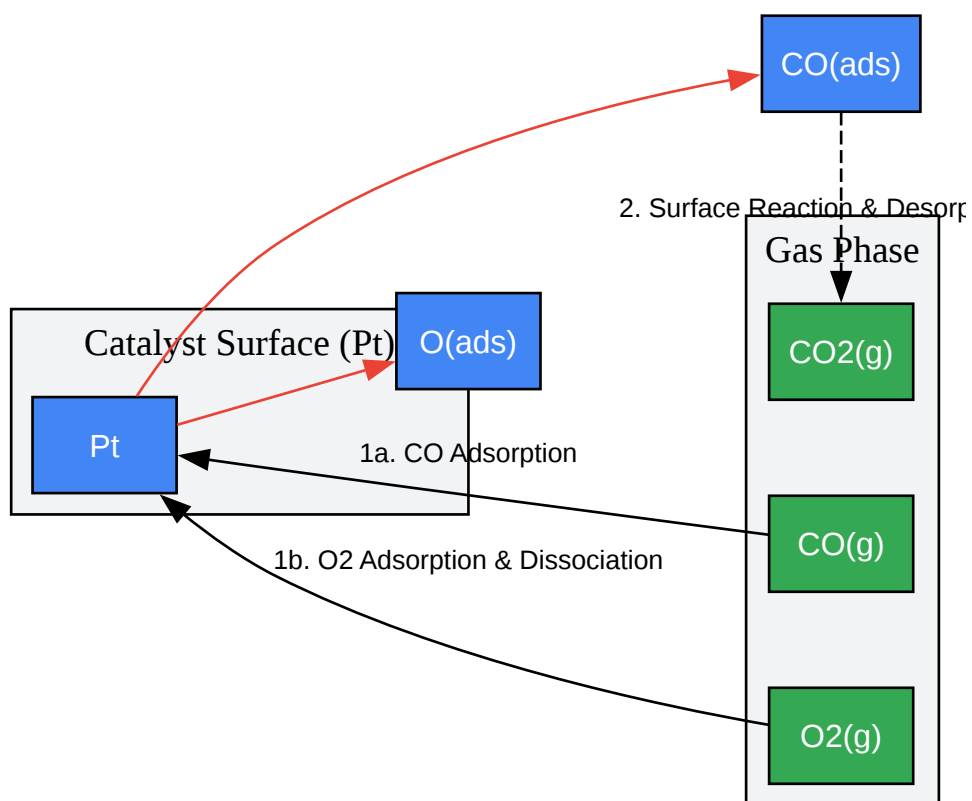 CO(ads)
2. Surface Reaction & Desorp
Gas Phase
Catalyst Surface (Pt)
O(ads)
CO2(g)
Pt
1a. CO Adsorption
CO(g)
1b. O2 Adsorption & Dissociation
O2(g)